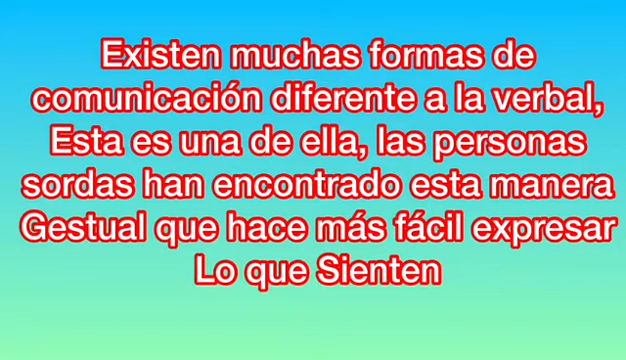 Existen muchas formas de
comunicación diferente a la verbal,
Esta es una de ella, las personas
sordas han encontrado esta manera
Gestual que hace más fácil expresar
Lo que Sienten